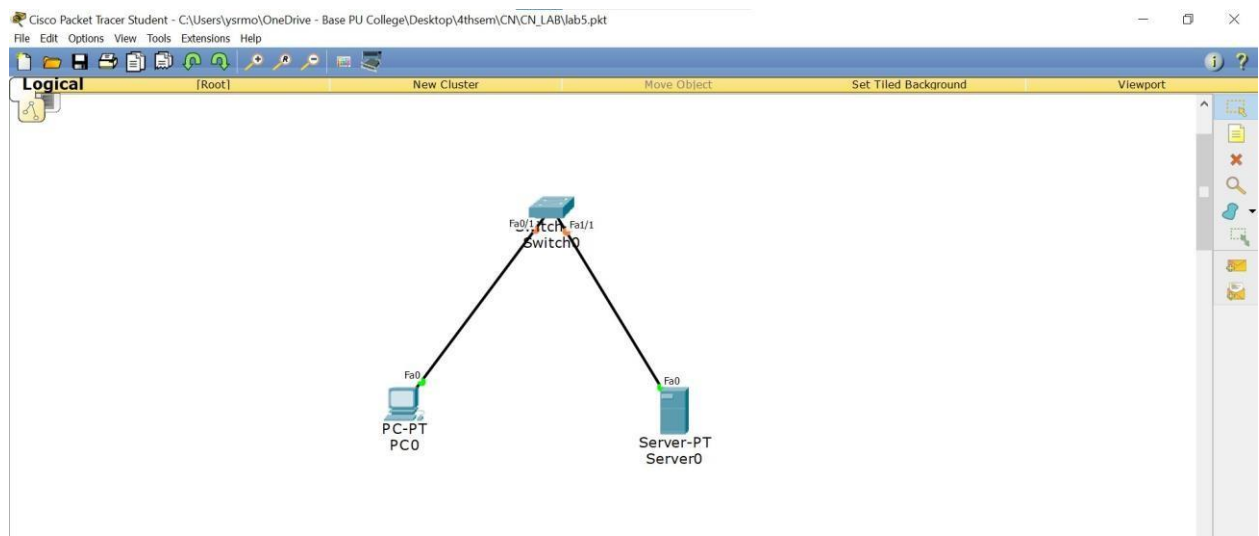 Cisco Packet Tracer Student - C:\Users\ysrmo\OneDrive - Base PU College\Desktop\4thsem\CN\CN_LAB\lab5.pkt
File Edit Options View Tools Extensions Help
Logical [Root] New Cluster Move Object Set Tiled Background Viewport
Fa0/1 Fa1/1
Switch0
Fa0
Fa0
PC-PT
PC0
Server-PT
Server0